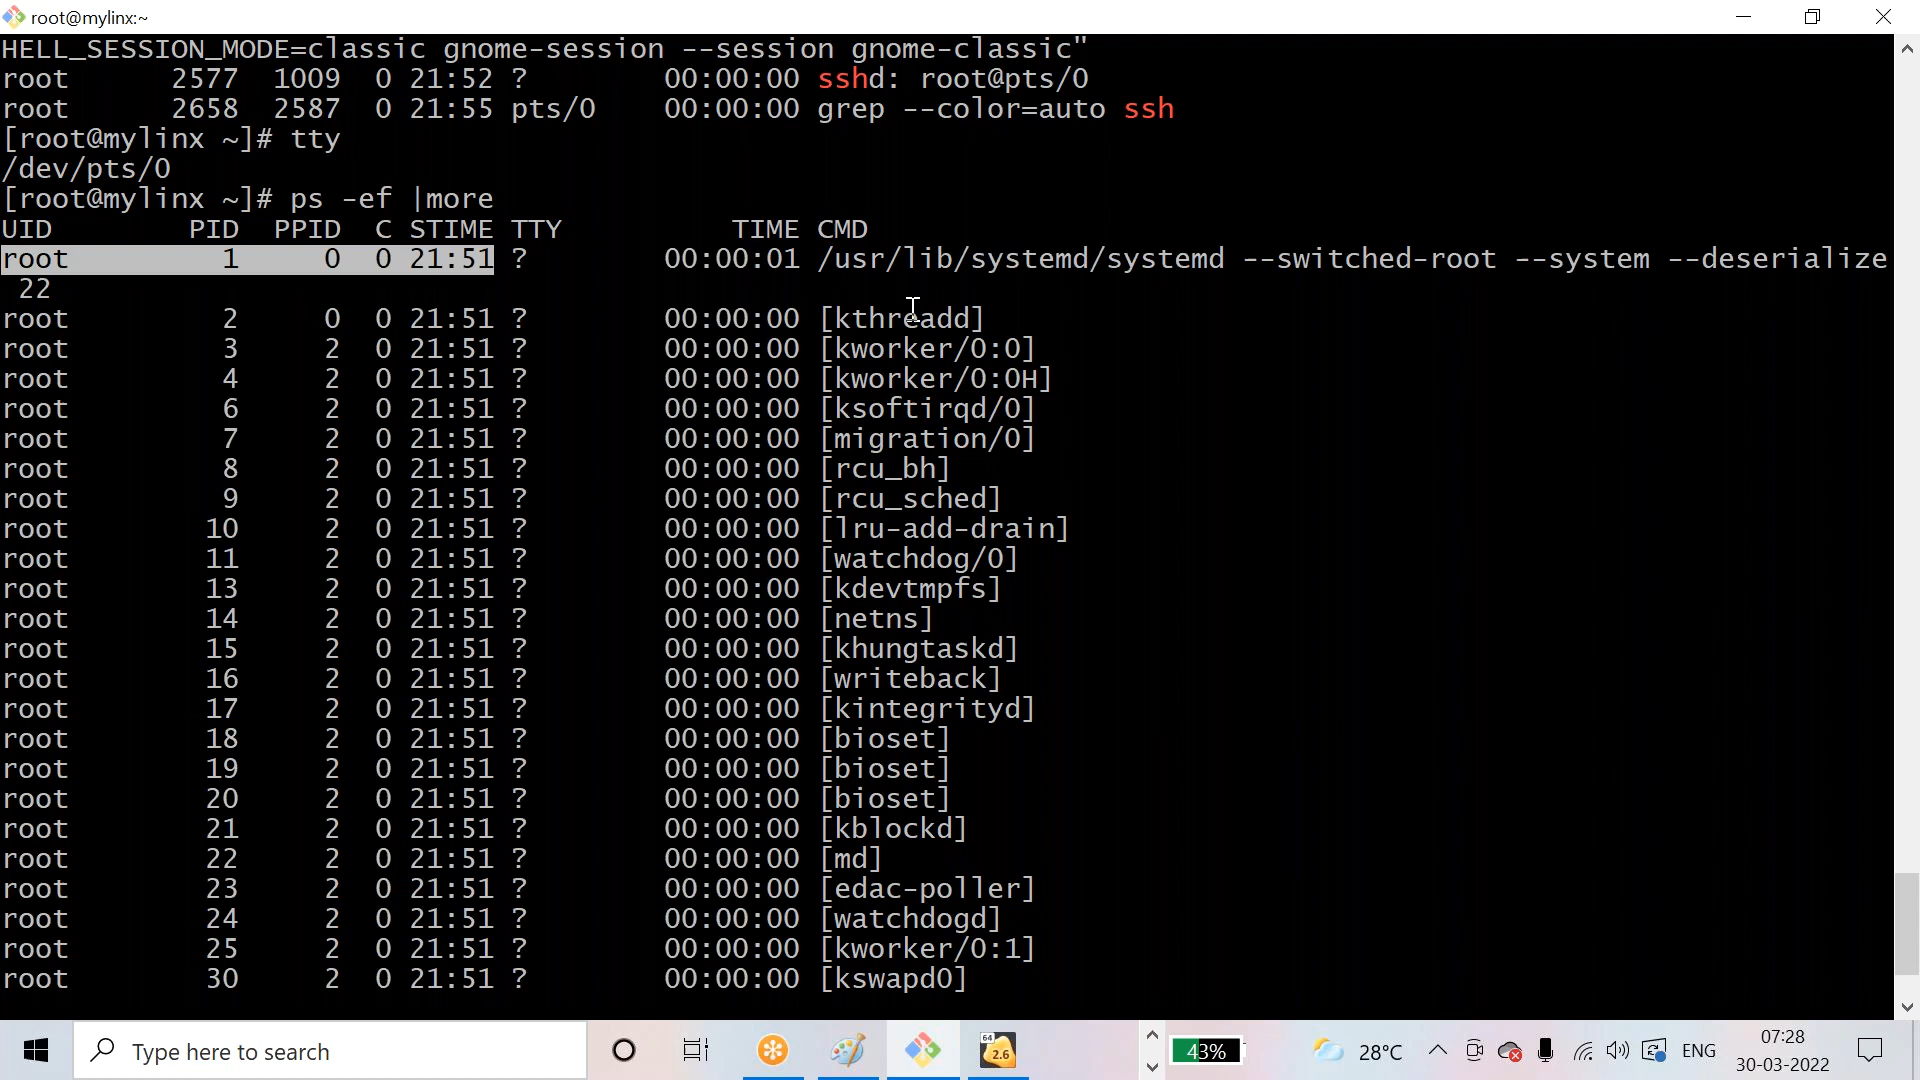 root@mylinx:~
HELL_SESSION_MODE=classic gnome-session --session gnome-classic"
root 2577 1009 0 21:52 ? 00:00:00 sshd: root@pts/0
root 2658 2587 0 21:55 pts/0 00:00:00 grep --color=auto ssh
[root@mylinx ~]# tty
/dev/pts/0
[root@mylinx ~]# ps -ef |more
UID PID PPID C STIME TTY TIME CMD
root 1 0 0 21:51 ? 00:00:01 /usr/lib/systemd/systemd --switched-root --system --deserialize
22
root 2 0 0 21:51 ? 00:00:00 [kthreadd]
root 3 2 0 21:51 ? 00:00:00 [kworker/0:0]
root 4 2 0 21:51 ? 00:00:00 [kworker/0:0H]
root 6 2 0 21:51 ? 00:00:00 [ksoftirqd/0]
root 7 2 0 21:51 ? 00:00:00 [migration/0]
root 8 2 0 21:51 ? 00:00:00 [rcu_bh]
root 9 2 0 21:51 ? 00:00:00 [rcu_sched]
root 10 2 0 21:51 ? 00:00:00 [lru-add-drain]
root 11 2 0 21:51 ? 00:00:00 [watchdog/0]
root 13 2 0 21:51 ? 00:00:00 [kdevtmpfs]
root 14 2 0 21:51 ? 00:00:00 [netns]
root 15 2 0 21:51 ? 00:00:00 [khungtaskd]
root 16 2 0 21:51 ? 00:00:00 [writeback]
root 17 2 0 21:51 ? 00:00:00 [kintegrityd]
root 18 2 0 21:51 ? 00:00:00 [bioset]
root 19 2 0 21:51 ? 00:00:00 [bioset]
root 20 2 0 21:51 ? 00:00:00 [bioset]
root 21 2 0 21:51 ? 00:00:00 [kblockd]
root 22 2 0 21:51 ? 00:00:00 [md]
root 23 2 0 21:51 ? 00:00:00 [edac-poller]
root 24 2 0 21:51 ? 00:00:00 [watchdogd]
root 25 2 0 21:51 ? 00:00:00 [kworker/0:1]
root 30 2 0 21:51 ? 00:00:00 [kswapd0]
Type here to search
64
2.6
43%
28°C
ENG
07:28
30-03-2022